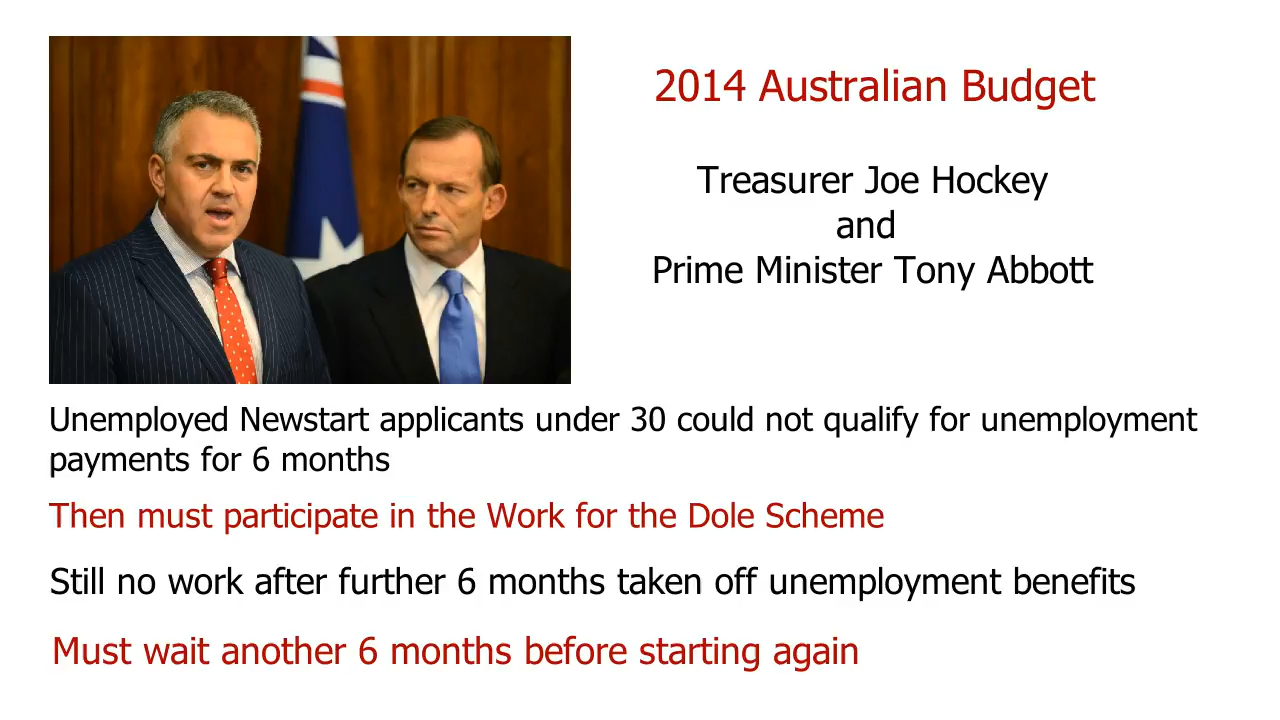 2014 Australian Budget
Treasurer Joe Hockey
and
Prime Minister Tony Abbott
Unemployed Newstart applicants under 30 could not qualify for unemployment
payments for 6 months
Then must participate in the Work for the Dole Scheme
Still no work after further 6 months taken off unemployment benefits
Must wait another 6 months before starting again